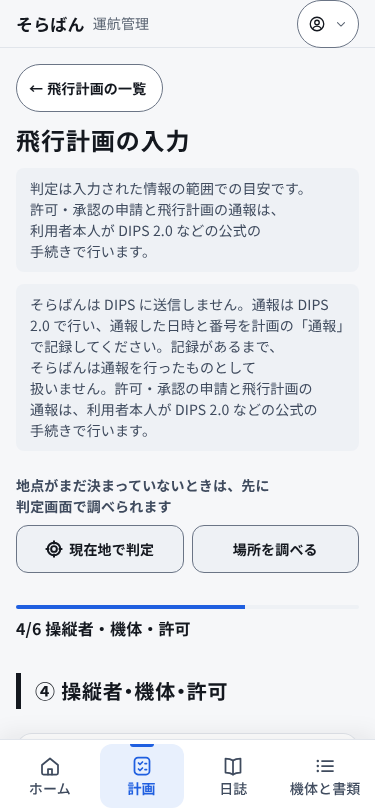 そらばん 運航管理
← 飛行計画の一覧
飛行計画の入力
判定は入力された情報の範囲での目安です。
許可・承認の申請と飛行計画の通報は、
利用者本人が DIPS 2.0 などの公式の
手続きで行います。
そらばんは DIPS に送信しません。通報は DIPS
2.0 で行い、通報した日時と番号を計画の「通報」
で記録してください。記録があるまで、
そらばんは通報を行ったものとして
扱いません。許可・承認の申請と飛行計画の
通報は、利用者本人が DIPS 2.0 などの公式の
手続きで行います。
地点がまだ決まっていないときは、先に
判定画面で調べられます
現在地で判定 場所を調べる
4/6 操縦者・機体・許可
④ 操縦者・機体・許可
ホーム 計画 日誌 機体と書類